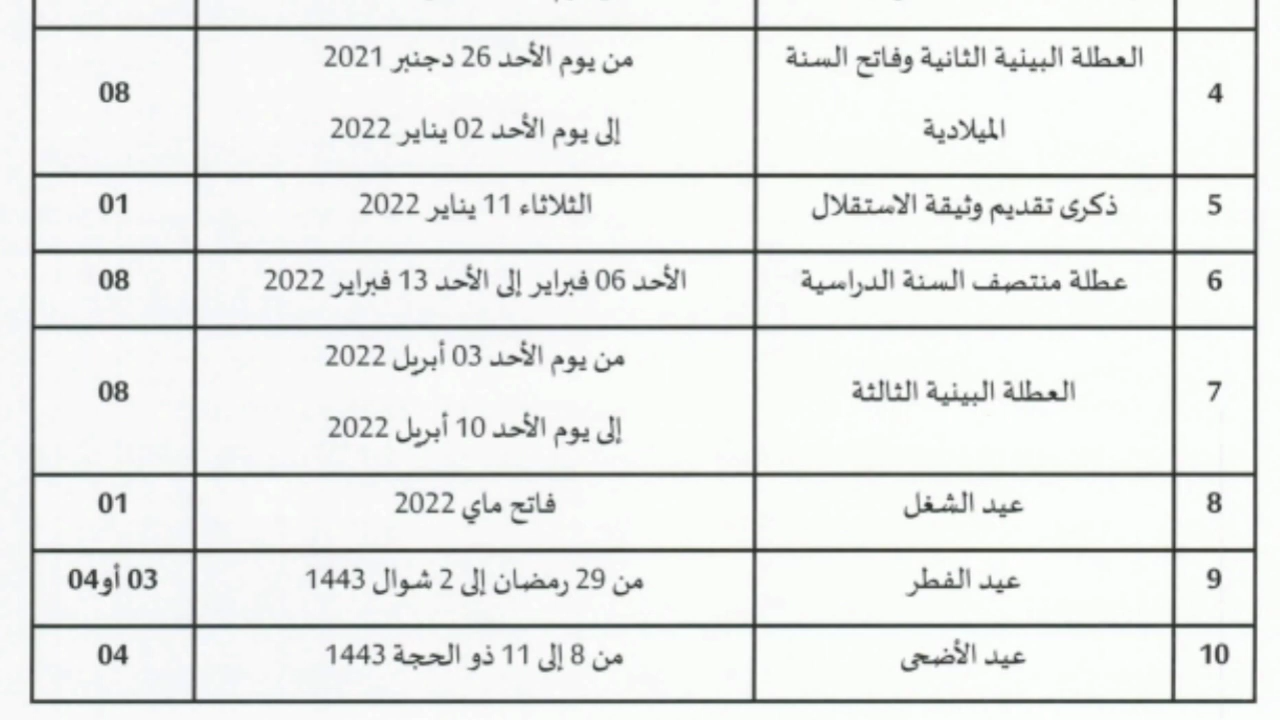 4
العطلة البينية الثانية وفاتح السنة
الميلادية
من يوم الأحد 26 دجنبر 2021
إلى يوم الأحد 02 يناير 2022
08
5
ذكرى تقديم وثيقة الاستقلال
الثلاثاء 11 يناير 2022
01
6
عطلة منتصف السنة الدراسية
الأحد 06 فبراير إلى الأحد 13 فبراير 2022
08
7
العطلة البينية الثالثة
من يوم الأحد 03 أبريل 2022
إلى يوم الأحد 10 أبريل 2022
08
8
عيد الشغل
فاتح ماي 2022
01
9
عيد الفطر
من 29 رمضان إلى 2 شوال 1443
03 أو04
10
عيد الأضحى
من 8 إلى 11 ذو الحجة 1443
04